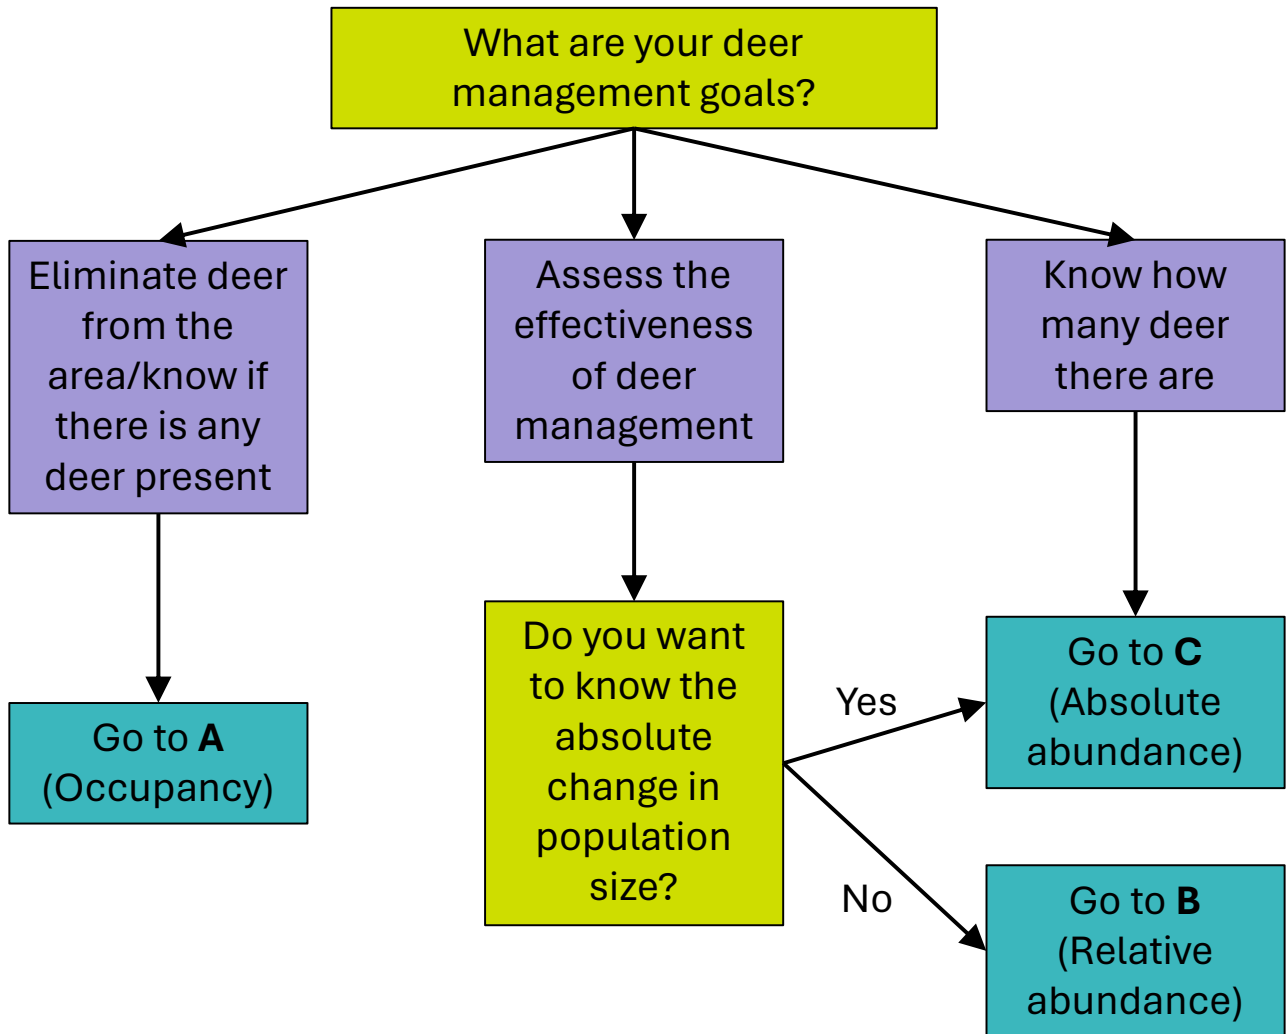 What are your deer
management goals?
Eliminate deer
from the
area/know if
there is any
deer present
Assess the
effectiveness
of deer
management
Know how
many deer
there are
Go to A
(Occupancy)
Do you want
to know the
absolute
change in
population
size?
Yes
No
Go to C
(Absolute
abundance)
Go to B
(Relative
abundance)